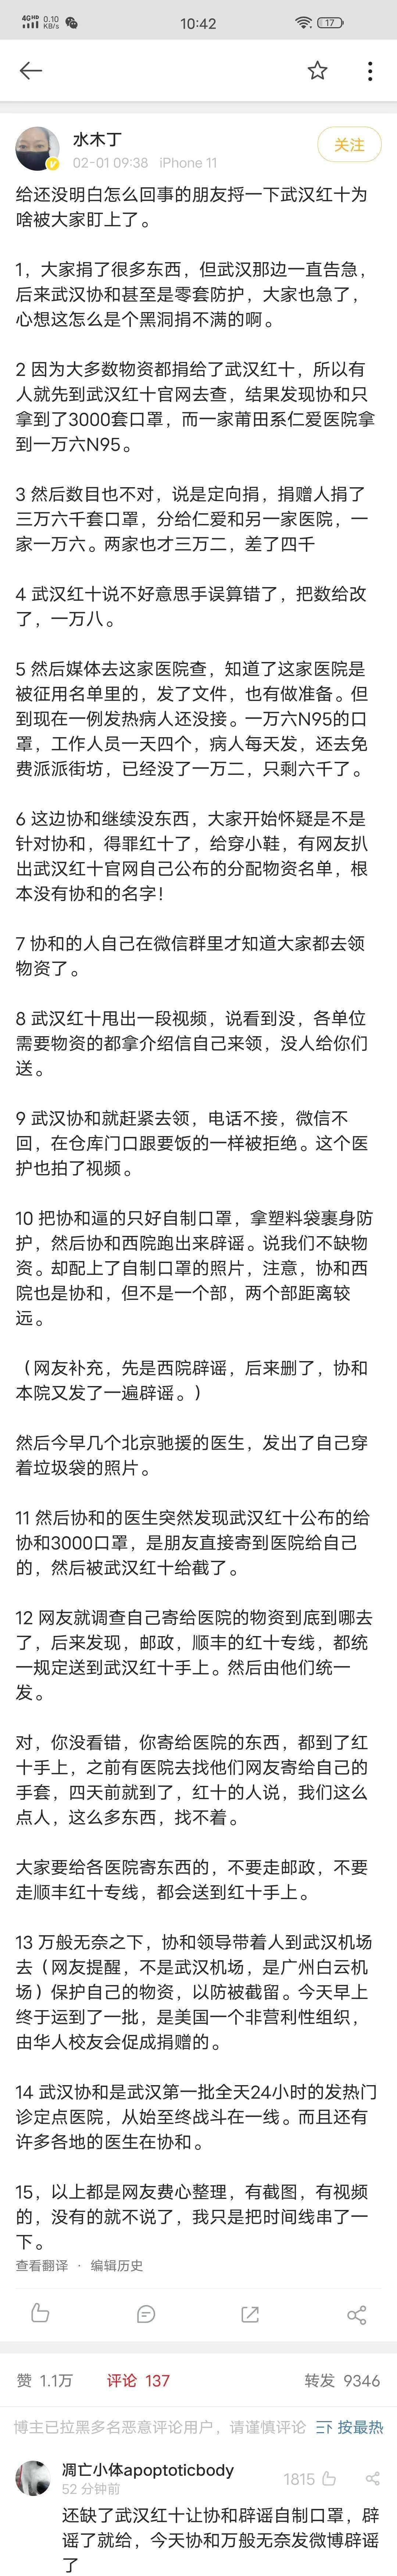 4GHD 0.10 KB/s 10:42 17
水木丁
02-01 09:38 iPhone 11
关注
给还没明白怎么回事的朋友捋一下武汉红十为
啥被大家盯上了。
1，大家捐了很多东西，但武汉那边一直告急，
后来武汉协和甚至是零套防护，大家也急了，
心想这怎么是个黑洞捐不满的啊。
2 因为大多数物资都捐给了武汉红十，所以有
人就先到武汉红十官网去查，结果发现协和只
拿到了3000套口罩，而一家莆田系仁爱医院拿
到一万六N95。
3 然后数目也不对，说是定向捐，捐赠人捐了
三万六千套口罩，分给仁爱和另一家医院，一
家一万六。两家也才三万二，差了四千
4 武汉红十说不好意思手误算错了，把数给改
了，一万八。
5 然后媒体去这家医院查，知道了这家医院是
被征用名单里的，发了文件，也有做准备。但
到现在一例发热病人还没接。一万六N95的口
罩，工作人员一天四个，病人每天发，还去免
费派派街坊，已经没了一万二，只剩六千了。
6 这边协和继续没东西，大家开始怀疑是不是
针对协和，得罪红十了，给穿小鞋，有网友扒
出武汉红十官网自己公布的分配物资名单，根
本没有协和的名字！
7 协和的人自己在微信群里才知道大家都去领
物资了。
8 武汉红十甩出一段视频，说看到没，各单位
需要物资的都拿介绍信自己来领，没人给你们
送。
9 武汉协和就赶紧去领，电话不接，微信不
回，在仓库门口跟要饭的一样被拒绝。这个医
护也拍了视频。
10 把协和逼的只好自制口罩，拿塑料袋裹身防
护，然后协和西院跑出来辟谣。说我们不缺物
资。却配上了自制口罩的照片，注意，协和西
院也是协和，但不是一个部，两个部距离较
远。
（网友补充，先是西院辟谣，后来删了，协和
本院又发了一遍辟谣。）
然后今早几个北京驰援的医生，发出了自己穿
着垃圾袋的照片。
11 然后协和的医生突然发现武汉红十公布的给
协和3000口罩，是朋友直接寄到医院给自己
的，然后被武汉红十给截了。
12 网友就调查自己寄给医院的物资到底到哪去
了，后来发现，邮政，顺丰的红十专线，都统
一规定送到武汉红十手上。然后由他们统一
发。
对，你没看错，你寄给医院的东西，都到了红
十手上，之前有医院去找他们网友寄给自己的
手套，四天前就到了，红十的人说，我们这么
点人，这么多东西，找不着。
大家要给各医院寄东西的，不要走邮政，不要
走顺丰红十专线，都会送到红十手上。
13 万般无奈之下，协和领导带着人到武汉机场
去（网友提醒，不是武汉机场，是广州白云机
场）保护自己的物资，以防被截留。今天早上
终于运到了一批，是美国一个非营利性组织，
由华人校友会促成捐赠的。
14 武汉协和是武汉第一批全天24小时的发热门
诊定点医院，从始至终战斗在一线。而且还有
许多各地的医生在协和。
15，以上都是网友费心整理，有截图，有视频
的，没有的就不说了，我只是把时间线串了一
下。
查看翻译 · 编辑历史
赞 1.1万 评论 137 转发 9346
博主已拉黑多名恶意评论用户，请谨慎评论 按最热
凋亡小体apoptoticbody
1815
52 分钟前
还缺了武汉红十让协和辟谣自制口罩，辟
谣了就给，今天协和万般无奈发微博辟谣
了